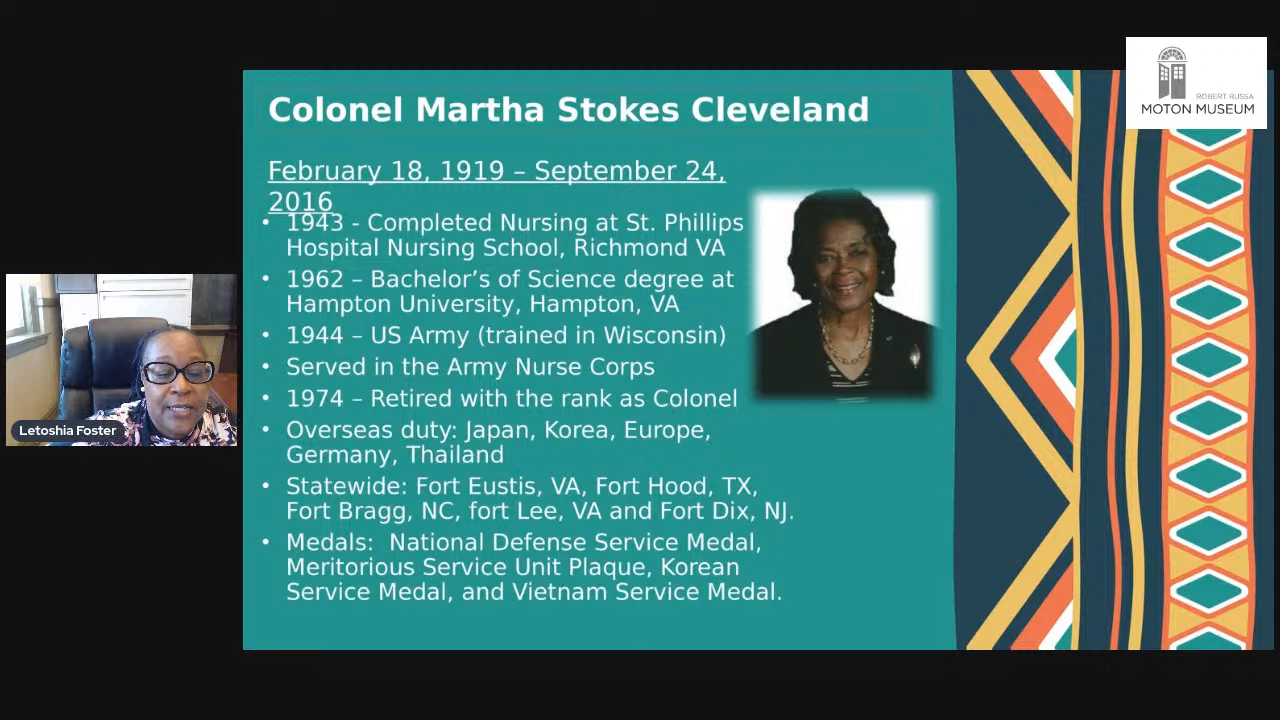 ROBERT RUSSA
MOTON MUSEUM
Colonel Martha Stokes Cleveland
February 18, 1919 – September 24,
2016
• 1943 - Completed Nursing at St. Phillips
Hospital Nursing School, Richmond VA
• 1962 – Bachelor’s of Science degree at
Hampton University, Hampton, VA
• 1944 – US Army (trained in Wisconsin)
• Served in the Army Nurse Corps
• 1974 – Retired with the rank as Colonel
• Overseas duty: Japan, Korea, Europe,
Germany, Thailand
• Statewide: Fort Eustis, VA, Fort Hood, TX,
Fort Bragg, NC, fort Lee, VA and Fort Dix, NJ.
• Medals:  National Defense Service Medal,
Meritorious Service Unit Plaque, Korean
Service Medal, and Vietnam Service Medal.
Letoshia Foster